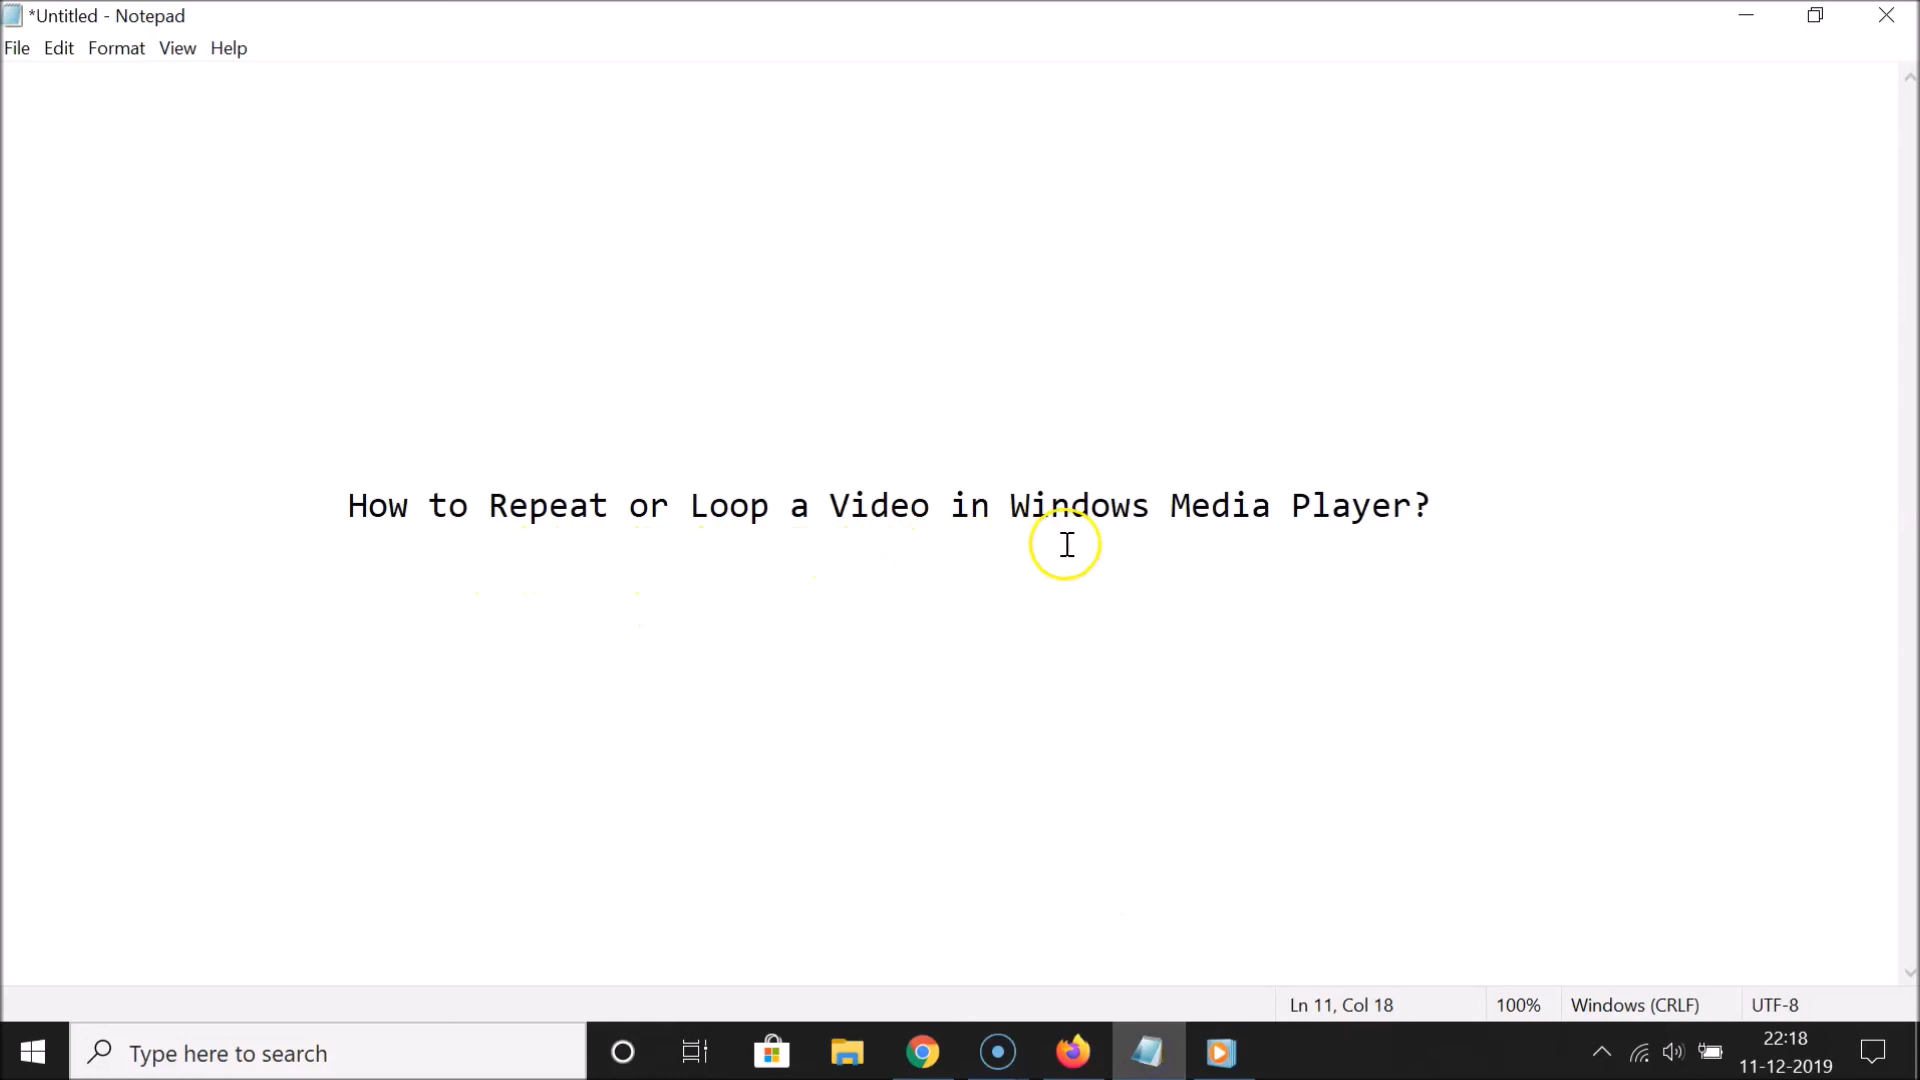 *Untitled - Notepad
File Edit Format View Help
How to Repeat or Loop a Video in Windows Media Player?
Ln 11, Col 18 100% Windows (CRLF) UTF-8
Type here to search
22:18
11-12-2019